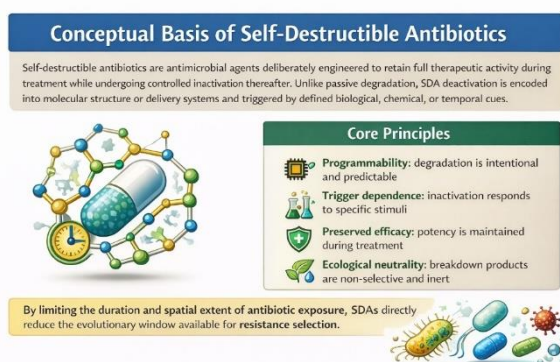 Conceptual Basis of Self-Destructible Antibiotics
Self-destructible antibiotics are antimicrobial agents deliberately engineered to retain full therapeutic activity during
treatment while undergoing controlled inactivation thereafter. Unlike passive degradation, SDA deactivation is encoded
into molecular structure or delivery systems and triggered by defined biological, chemical, or temporal cues.
Core Principles
Programmability: degradation is intentional
and predictable
Trigger dependence: inactivation responds
to specific stimuli
Preserved efficacy: potency is maintained
during treatment
Ecological neutrality: breakdown products
are non-selective and inert
By limiting the duration and spatial extent of antibiotic exposure, SDAs directly
reduce the evolutionary window available for resistance selection.